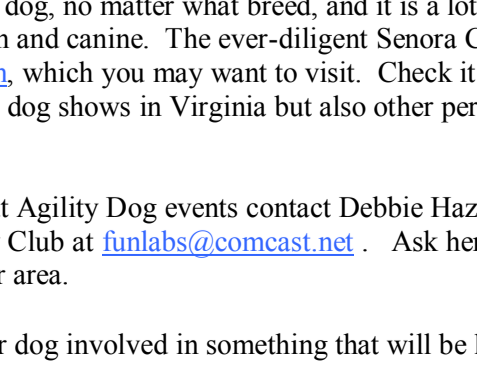 dog, no matter what breed, and it is a lot
and canine.  The ever-diligent Senora
, which you may want to visit.  Check it
dog shows in Virginia but also other per
Agility Dog events contact Debbie Haz
Club at funlabs@comcast.net .   Ask her
area.
dog involved in something that will be